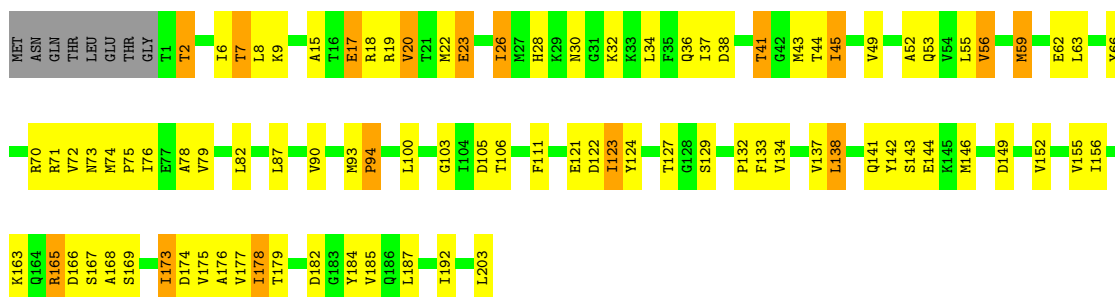 MET ASN GLN THR LEU GLU THR GLY T1 T2 I6 T7 L8 K9 A15 T16 E17 R18 R19 V20 T21 M22 E23 I26 M27 H28 K29 N30 G31 K32 K33 L34 F35 Q36 I37 D38 T41 G42 M43 T44 I45 V49 A52 Q53 V54 L55 V56 M59 E62 L63
R70 R71 V72 N73 M74 P75 I76 E77 A78 V79 L82 L87 V90 M93 P94 L100 G103 I104 D105 T106 F111 E121 D122 I123 Y124 T127 G128 S129 P132 F133 V134 V137 L138 Q141 Y142 S143 E144 K145 M146 D149 V152 V155 I156
K163 Q164 R165 D166 S167 A168 S169 I173 D174 V175 A176 V177 I178 T179 D182 G183 Y184 V185 Q186 L187 I192 L203